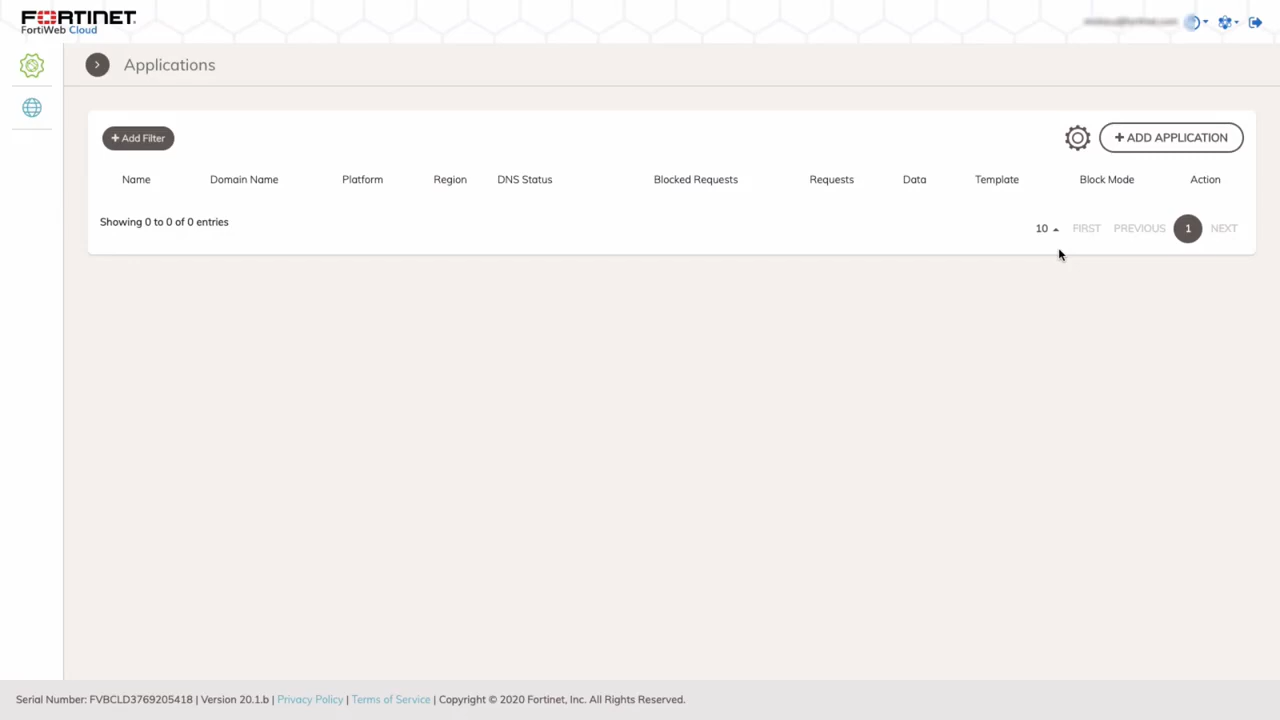 FORTINET
FortiWeb Cloud
Applications
+ Add Filter
+ ADD APPLICATION
Name Domain Name Platform Region DNS Status Blocked Requests Requests Data Template Block Mode Action
Showing 0 to 0 of 0 entries
10 FIRST PREVIOUS 1 NEXT
Serial Number: FVBCLD3769205418 | Version 20.1.b | Privacy Policy | Terms of Service | Copyright © 2020 Fortinet, Inc. All Rights Reserved.